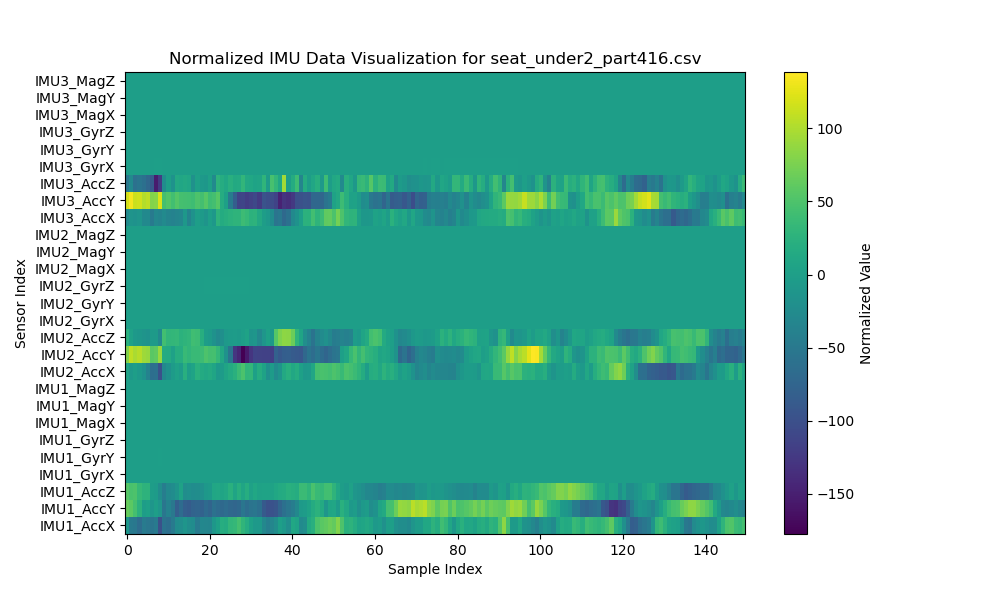 Normalized IMU Data Visualization for seat_under2_part416.csv
IMU3_MagZ
IMU3_MagY
IMU3_MagX
IMU3_GyrZ
IMU3_GyrY
IMU3_GyrX
IMU3_AccZ
IMU3_AccY
IMU3_AccX
IMU2_MagZ
IMU2_MagY
IMU2_MagX
IMU2_GyrZ
IMU2_GyrY
IMU2_GyrX
IMU2_AccZ
IMU2_AccY
IMU2_AccX
IMU1_MagZ
IMU1_MagY
IMU1_MagX
IMU1_GyrZ
IMU1_GyrY
IMU1_GyrX
IMU1_AccZ
IMU1_AccY
IMU1_AccX
Sensor Index
0 20 40 60 80 100 120 140
Sample Index
100
50
0
−50
−100
−150
Normalized Value